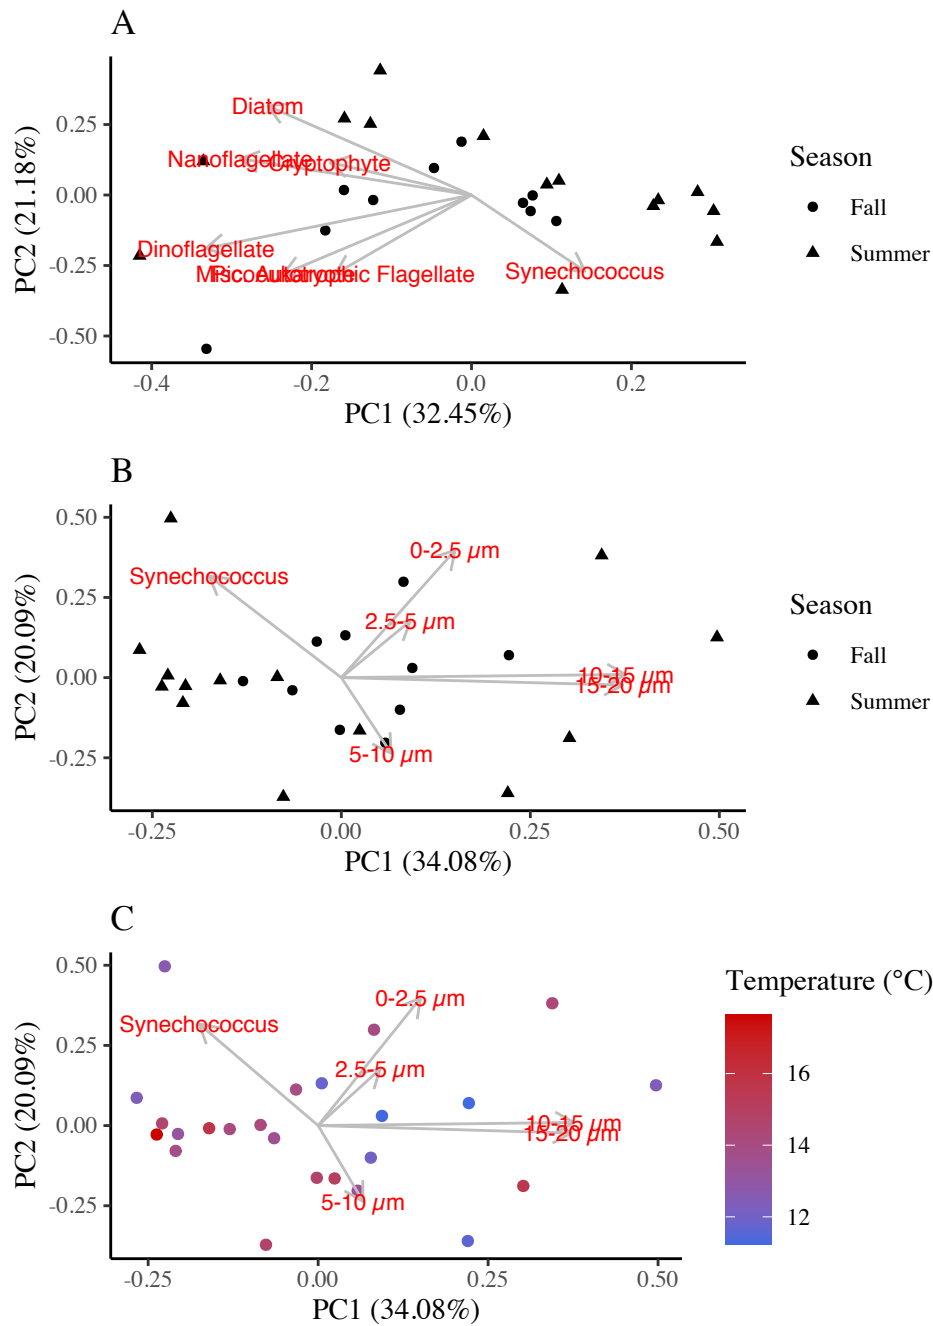 A
0.25
0.00
-0.25
-0.50
PC2 (21.18%)
Diatom
Nanoflagellate
Cryptophyte
Dinoflagellate
Flagellate
Synechococcus
-0.4
-0.2
0.0
0.2
PC1 (32.45%)
Season
Fall
Summer
B
0.50
0.25
0.00
-0.25
PC2 (20.09%)
0-2.5 µm
Synechococcus
2.5-5 µm
10-15 µm
15-20 µm
5-10 µm
-0.25
0.00
0.25
0.50
PC1 (34.08%)
Season
Fall
Summer
C
0.50
0.25
0.00
-0.25
PC2 (20.09%)
0-2.5 µm
Synechococcus
2.5-5 µm
10-15 µm
15-20 µm
5-10 µm
-0.25
0.00
0.25
0.50
PC1 (34.08%)
Temperature (°C)
16
14
12